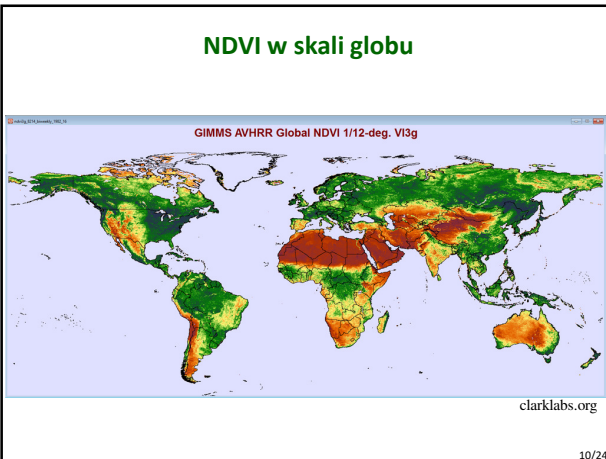 NDVI w skali globu
GIMMS AVHRR Global NDVI 1/12-deg. VI3g
clarklabs.org
10/24